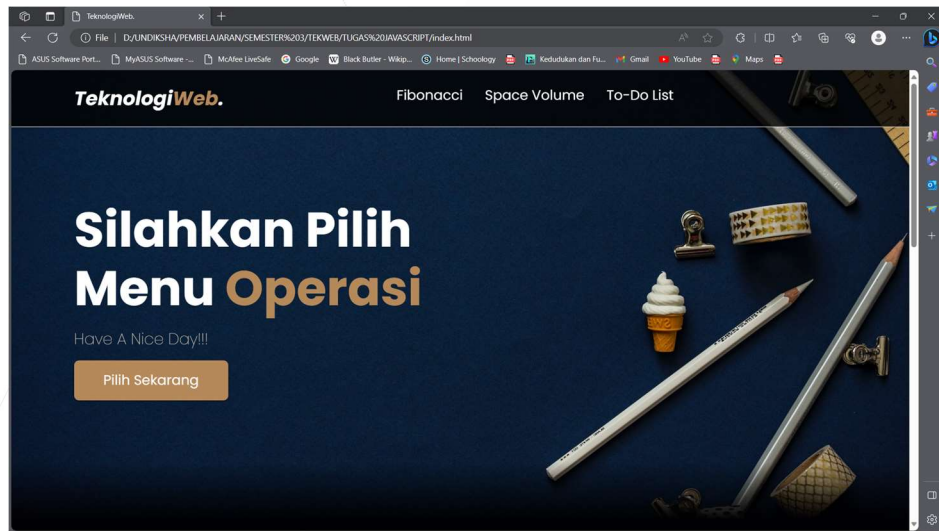 TeknologiWeb.
File
D:/UNDIKSHA/PEMBELAJARAN/SEMESTER%203/TEKWEB/TUGAS%20JAVASCRIPT/index.html
ASUS Software Port...
MyASUS Software -...
McAfee LiveSafe
Google
Black Butler - Wikip...
Home | Schoology
Kedudukan dan Fu...
Gmail
YouTube
Maps
TeknologiWeb.
Fibonacci
Space Volume
To-Do List
Silahkan Pilih
Menu Operasi
Have A Nice Day!!!
Pilih Sekarang